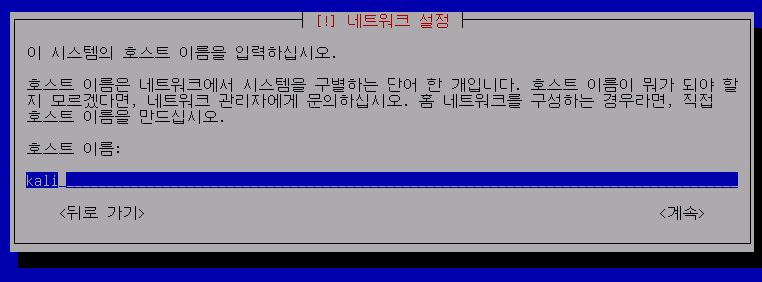 [!] 네트워크 설정
이 시스템의 호스트 이름을 입력하십시오.
호스트 이름은 네트워크에서 시스템을 구별하는 단어 한 개입니다. 호스트 이름이 뭐가 되야 할
지 모르겠다면, 네트워크 관리자에게 문의하십시오. 홈 네트워크를 구성하는 경우라면, 직접
호스트 이름을 만드십시오.
호스트 이름:
kali
<뒤로 가기> <계속>